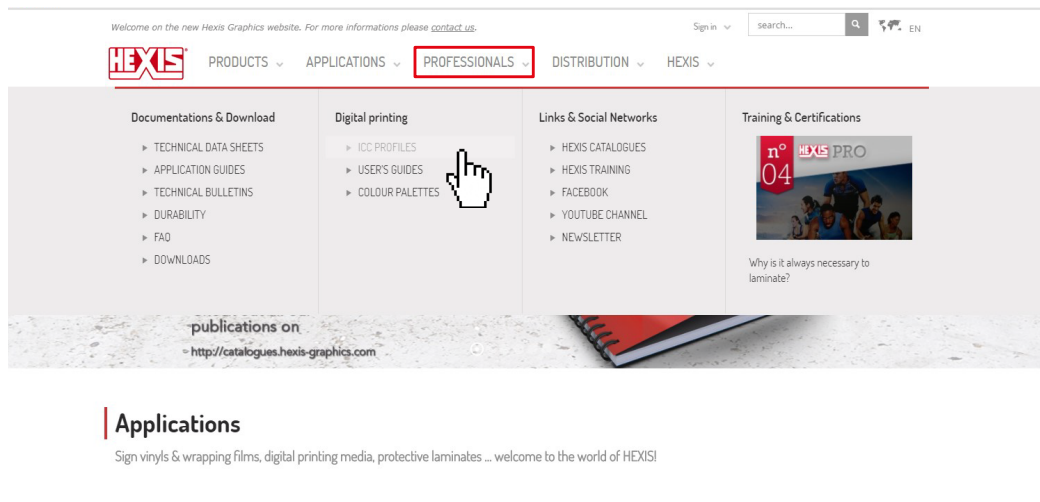 Welcome on the new Hexis Graphics website. For more informations please contact us.
Sign in
search...
EN
HEXIS
PRODUCTS
APPLICATIONS
PROFESSIONALS
DISTRIBUTION
HEXIS
Documentations & Download
TECHNICAL DATA SHEETS
APPLICATION GUIDES
TECHNICAL BULLETINS
DURABILITY
FAQ
DOWNLOADS
Digital printing
ICC PROFILES
USER'S GUIDES
COLOUR PALETTES
Links & Social Networks
HEXIS CATALOGUES
HEXIS TRAINING
FACEBOOK
YOUTUBE CHANNEL
NEWSLETTER
Training & Certifications
n° 04
HEXIS PRO
Why is it always necessary to
laminate?
publications on
http://catalogues.hexis-graphics.com
Applications
Sign vinyls & wrapping films, digital printing media, protective laminates ... welcome to the world of HEXIS!